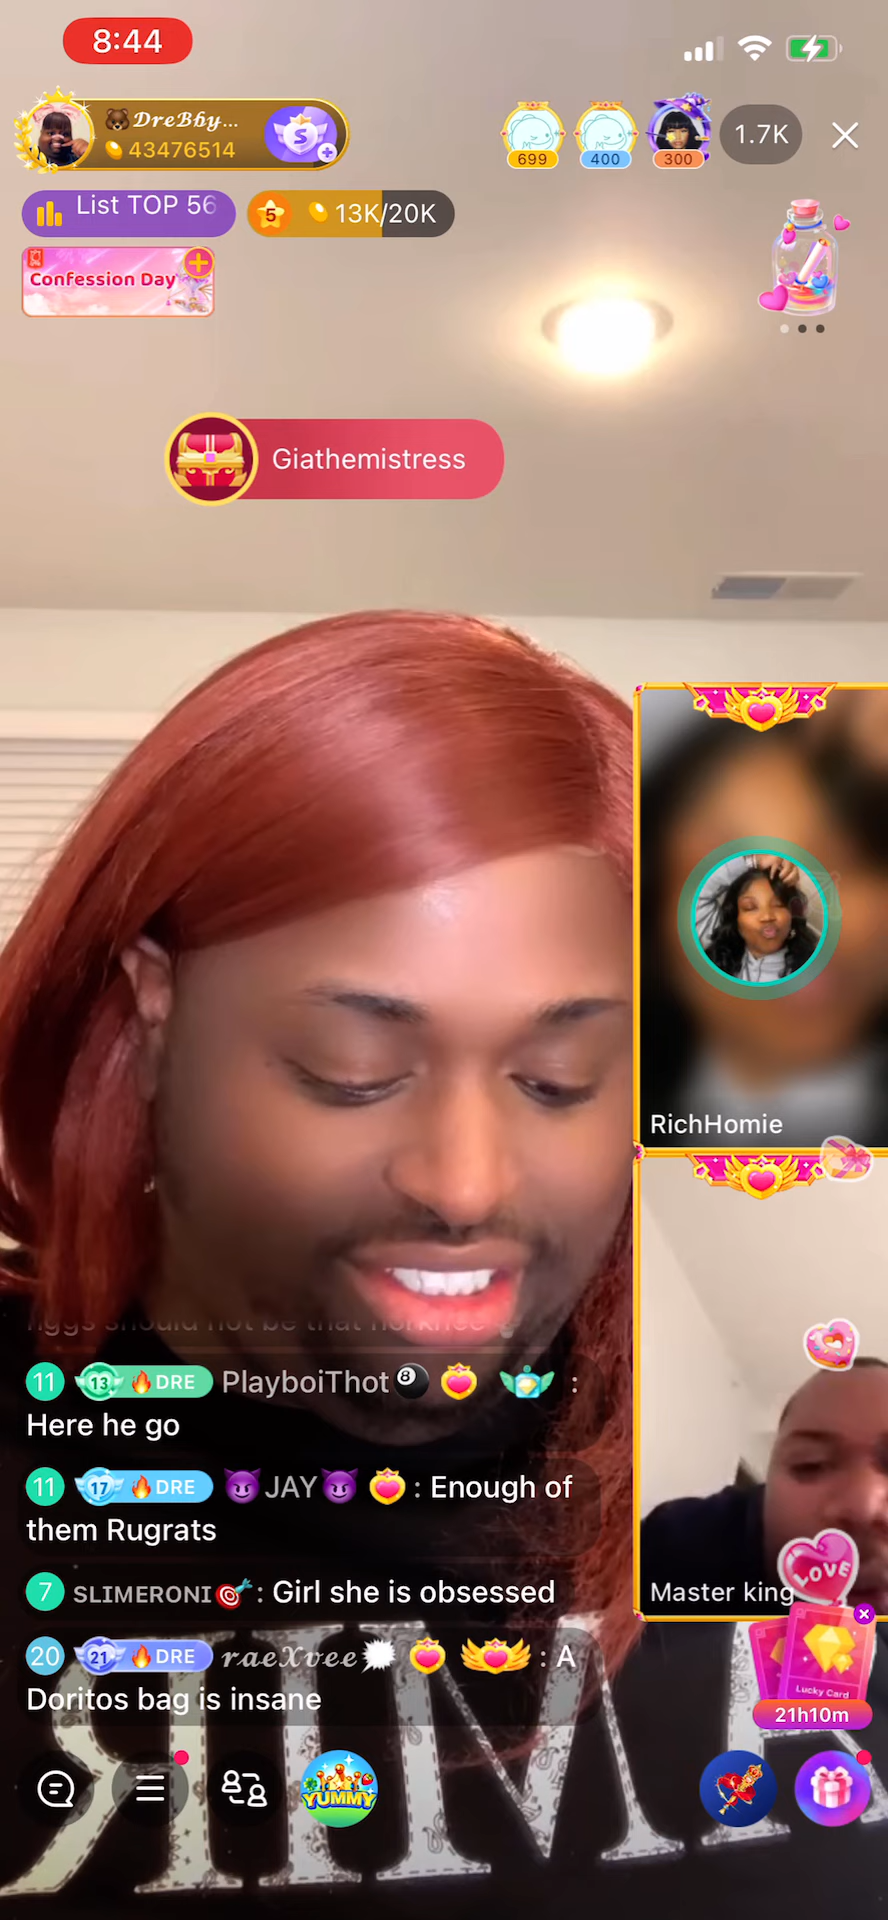 8:44
🐻𝓓𝓻𝓮𝓑𝓫𝔂...
43476514
S
699
400
300
1.7K
List TOP 56
5
13K/20K
Confession Day
Giathemistress
RichHomie
11 13 🔥DRE PlayboiThot🎱 :
Here he go
11 17 🔥DRE 😈JAY😈 : Enough of
them Rugrats
7 SLIMERONI🎯: Girl she is obsessed
20 21 🔥DRE 𝓻𝓪𝓮𝓧𝓿𝓮𝓮 : A
Doritos bag is insane
Master king
LOVE
Lucky Card
21h10m
YUMMY